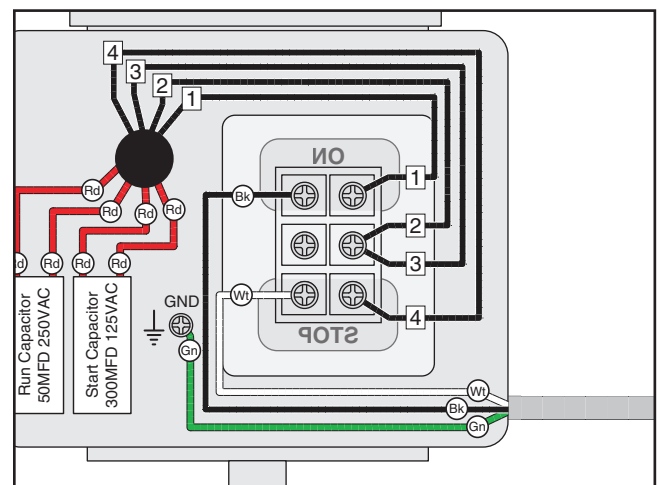 4
3
2
1
ON
1
Bk
2
3
Wt
4
STOP
Rd
Rd
Rd
Rd
Rd
Rd
Rd
GND
Gn
Run Capacitor
50MFD 250VAC
Start Capacitor
300MFD 125VAC
Wt
Bk
Gn